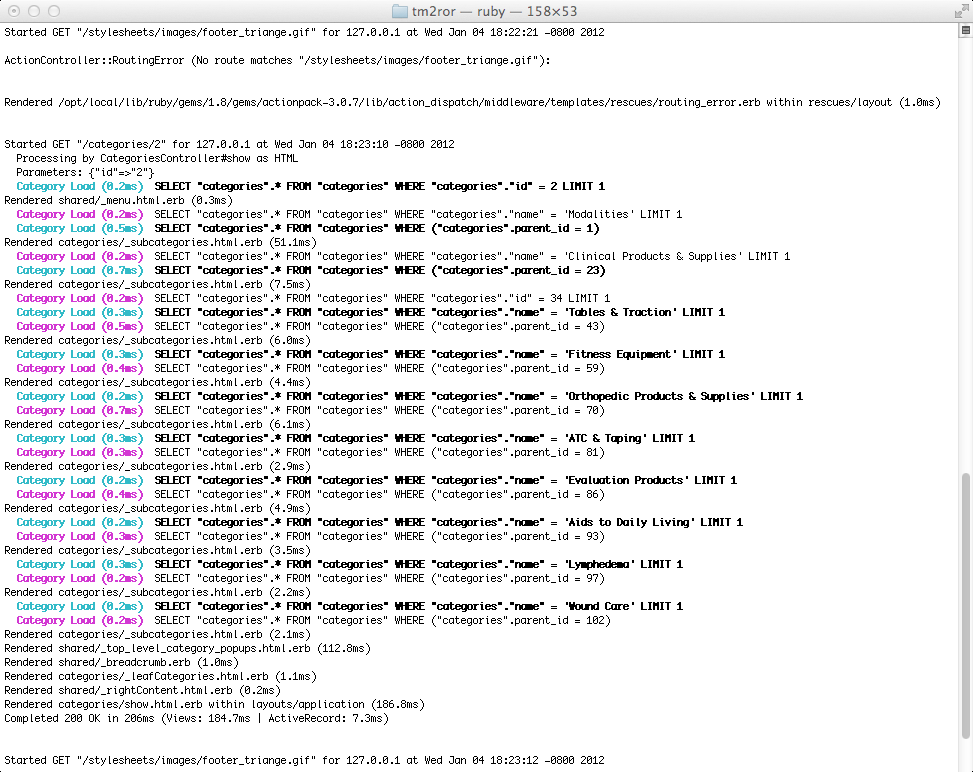 tm2ror — ruby — 158×53
Started GET "/stylesheets/images/footer_triange.gif" for 127.0.0.1 at Wed Jan 04 18:22:21 -0800 2012
ActionController::RoutingError (No route matches "/stylesheets/images/footer_triange.gif"):
Rendered /opt/local/lib/ruby/gems/1.8/gems/actionpack-3.0.7/lib/action_dispatch/middleware/templates/rescues/routing_error.erb within rescues/layout (1.0ms)
Started GET "/categories/2" for 127.0.0.1 at Wed Jan 04 18:23:10 -0800 2012
Processing by CategoriesController#show as HTML
Parameters: {"id"=>"2"}
Category Load (0.2ms) SELECT "categories".* FROM "categories" WHERE "categories"."id" = 2 LIMIT 1
Rendered shared/_menu.html.erb (0.3ms)
Category Load (0.2ms) SELECT "categories".* FROM "categories" WHERE "categories"."name" = 'Modalities' LIMIT 1
Category Load (0.5ms) SELECT "categories".* FROM "categories" WHERE ("categories".parent_id = 1)
Rendered categories/_subcategories.html.erb (51.1ms)
Category Load (0.2ms) SELECT "categories".* FROM "categories" WHERE "categories"."name" = 'Clinical Products & Supplies' LIMIT 1
Category Load (0.7ms) SELECT "categories".* FROM "categories" WHERE ("categories".parent_id = 23)
Rendered categories/_subcategories.html.erb (7.5ms)
Category Load (0.2ms) SELECT "categories".* FROM "categories" WHERE "categories"."id" = 34 LIMIT 1
Category Load (0.3ms) SELECT "categories".* FROM "categories" WHERE "categories"."name" = 'Tables & Traction' LIMIT 1
Category Load (0.5ms) SELECT "categories".* FROM "categories" WHERE ("categories".parent_id = 43)
Rendered categories/_subcategories.html.erb (6.0ms)
Category Load (0.3ms) SELECT "categories".* FROM "categories" WHERE "categories"."name" = 'Fitness Equipment' LIMIT 1
Category Load (0.4ms) SELECT "categories".* FROM "categories" WHERE ("categories".parent_id = 59)
Rendered categories/_subcategories.html.erb (4.4ms)
Category Load (0.2ms) SELECT "categories".* FROM "categories" WHERE "categories"."name" = 'Orthopedic Products & Supplies' LIMIT 1
Category Load (0.7ms) SELECT "categories".* FROM "categories" WHERE ("categories".parent_id = 70)
Rendered categories/_subcategories.html.erb (6.1ms)
Category Load (0.3ms) SELECT "categories".* FROM "categories" WHERE "categories"."name" = 'ATC & Taping' LIMIT 1
Category Load (0.3ms) SELECT "categories".* FROM "categories" WHERE ("categories".parent_id = 81)
Rendered categories/_subcategories.html.erb (2.9ms)
Category Load (0.2ms) SELECT "categories".* FROM "categories" WHERE "categories"."name" = 'Evaluation Products' LIMIT 1
Category Load (0.4ms) SELECT "categories".* FROM "categories" WHERE ("categories".parent_id = 86)
Rendered categories/_subcategories.html.erb (4.9ms)
Category Load (0.2ms) SELECT "categories".* FROM "categories" WHERE "categories"."name" = 'Aids to Daily Living' LIMIT 1
Category Load (0.3ms) SELECT "categories".* FROM "categories" WHERE ("categories".parent_id = 93)
Rendered categories/_subcategories.html.erb (3.5ms)
Category Load (0.3ms) SELECT "categories".* FROM "categories" WHERE "categories"."name" = 'Lymphedema' LIMIT 1
Category Load (0.2ms) SELECT "categories".* FROM "categories" WHERE ("categories".parent_id = 97)
Rendered categories/_subcategories.html.erb (2.2ms)
Category Load (0.2ms) SELECT "categories".* FROM "categories" WHERE "categories"."name" = 'Wound Care' LIMIT 1
Category Load (0.2ms) SELECT "categories".* FROM "categories" WHERE ("categories".parent_id = 102)
Rendered categories/_subcategories.html.erb (2.1ms)
Rendered shared/_top_level_category_popups.html.erb (112.8ms)
Rendered shared/_breadcrumb.erb (1.0ms)
Rendered categories/_leafCategories.html.erb (1.1ms)
Rendered shared/_rightContent.html.erb (0.2ms)
Rendered categories/show.html.erb within layouts/application (186.8ms)
Completed 200 OK in 206ms (Views: 184.7ms | ActiveRecord: 7.3ms)
Started GET "/stylesheets/images/footer_triange.gif" for 127.0.0.1 at Wed Jan 04 18:23:12 -0800 2012